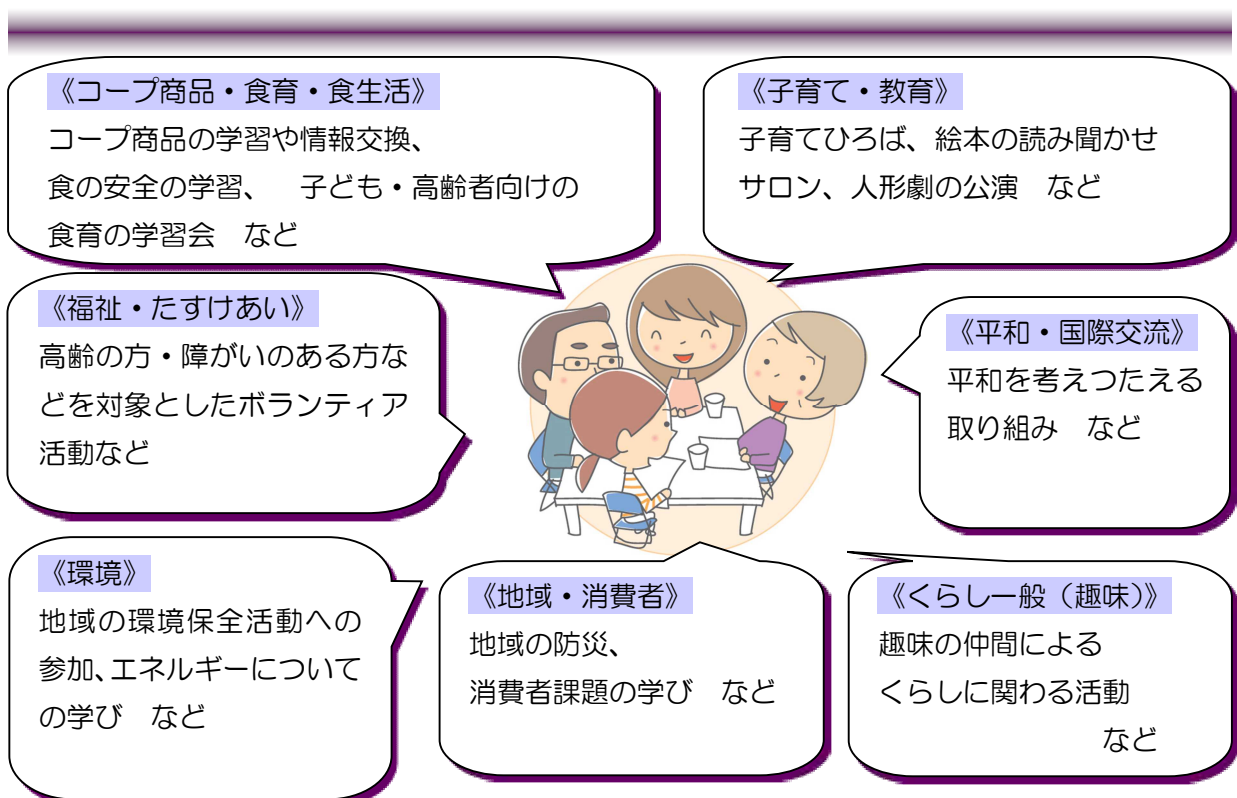 《コープ商品・食育・食生活》
コープ商品の学習や情報交換、
食の安全の学習、　子ども・高齢者向けの
食育の学習会　など
《子育て・教育》
子育てひろば、絵本の読み聞かせ
サロン、人形劇の公演　など
《福祉・たすけあい》
高齢の方・障がいのある方な
どを対象としたボランティア
活動など
《平和・国際交流》
平和を考えつたえる
取り組み　など
《環境》
地域の環境保全活動への
参加、エネルギーについて
の学び　など
《地域・消費者》
地域の防災、
消費者課題の学び　など
《くらし一般（趣味）》
趣味の仲間による
くらしに関わる活動
など